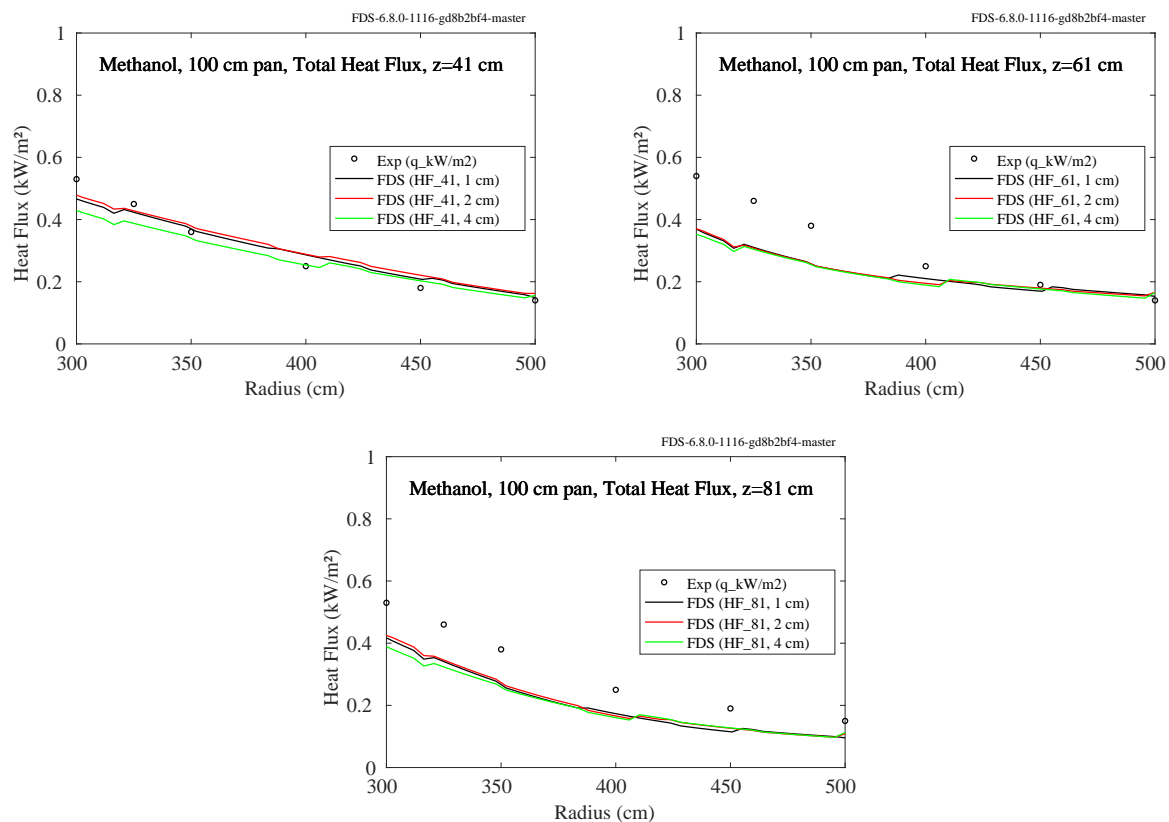 FDS-6.8.0-1116-gd8b2bf4-master
Methanol, 100 cm pan, Total Heat Flux, z=41 cm
Heat Flux (kW/m²)
1
0.8
0.6
0.4
0.2
0
Exp (q_kW/m2)
FDS (HF_41, 1 cm)
FDS (HF_41, 2 cm)
FDS (HF_41, 4 cm)
300
350
400
450
500
Radius (cm)
FDS-6.8.0-1116-gd8b2bf4-master
Methanol, 100 cm pan, Total Heat Flux, z=61 cm
Heat Flux (kW/m²)
1
0.8
0.6
0.4
0.2
0
Exp (q_kW/m2)
FDS (HF_61, 1 cm)
FDS (HF_61, 2 cm)
FDS (HF_61, 4 cm)
300
350
400
450
500
Radius (cm)
FDS-6.8.0-1116-gd8b2bf4-master
Methanol, 100 cm pan, Total Heat Flux, z=81 cm
Heat Flux (kW/m²)
1
0.8
0.6
0.4
0.2
0
Exp (q_kW/m2)
FDS (HF_81, 1 cm)
FDS (HF_81, 2 cm)
FDS (HF_81, 4 cm)
300
350
400
450
500
Radius (cm)